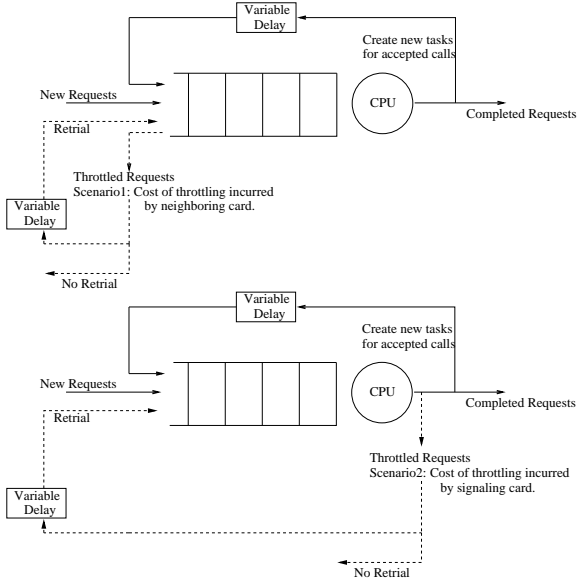 Variable
Delay
Create new tasks
for accepted calls
New Requests
CPU
Completed Requests
Retrial
Throttled Requests
Scenario1: Cost of throttling incurred
by neighboring card.
Variable
Delay
No Retrial
Variable
Delay
Create new tasks
for accepted calls
New Requests
CPU
Completed Requests
Retrial
Throttled Requests
Scenario2: Cost of throttling incurred
by signaling card.
Variable
Delay
No Retrial